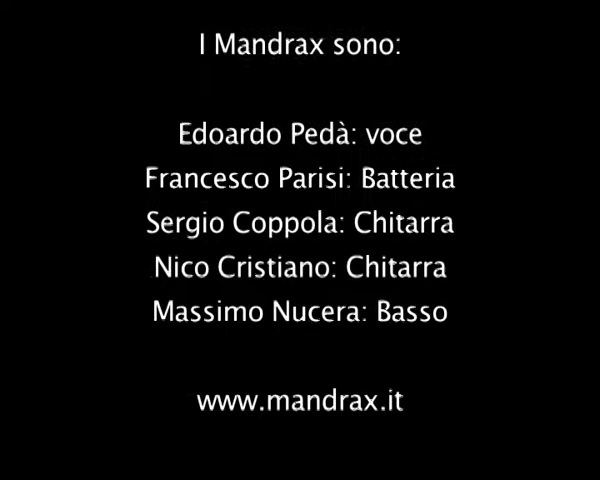 I Mandrax sono:
Edoardo Pedà: voce
Francesco Parisi: Batteria
Sergio Coppola: Chitarra
Nico Cristiano: Chitarra
Massimo Nucera: Basso
www.mandrax.it